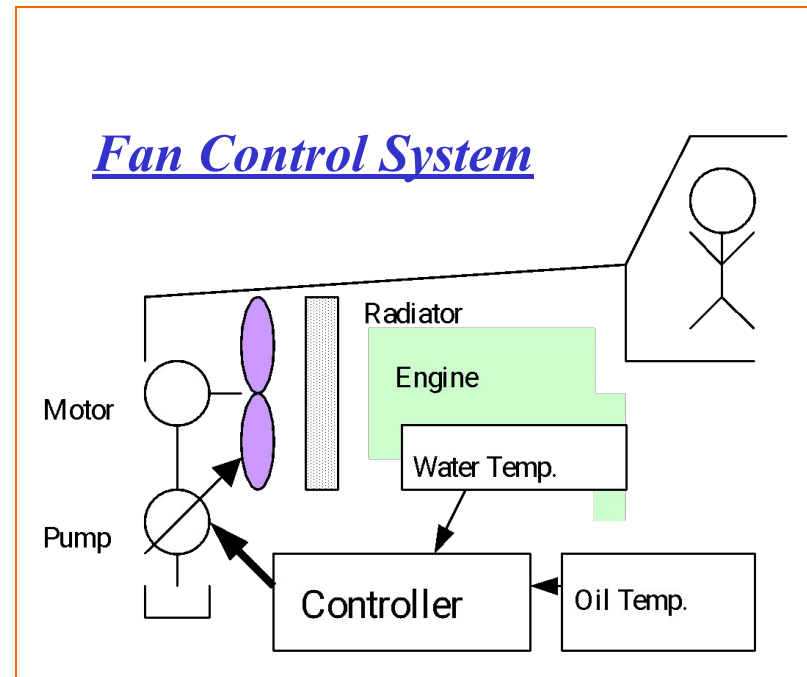 Fan Control System
Radiator
Engine
Motor
Water Temp.
Pump
Controller
Oil Temp.